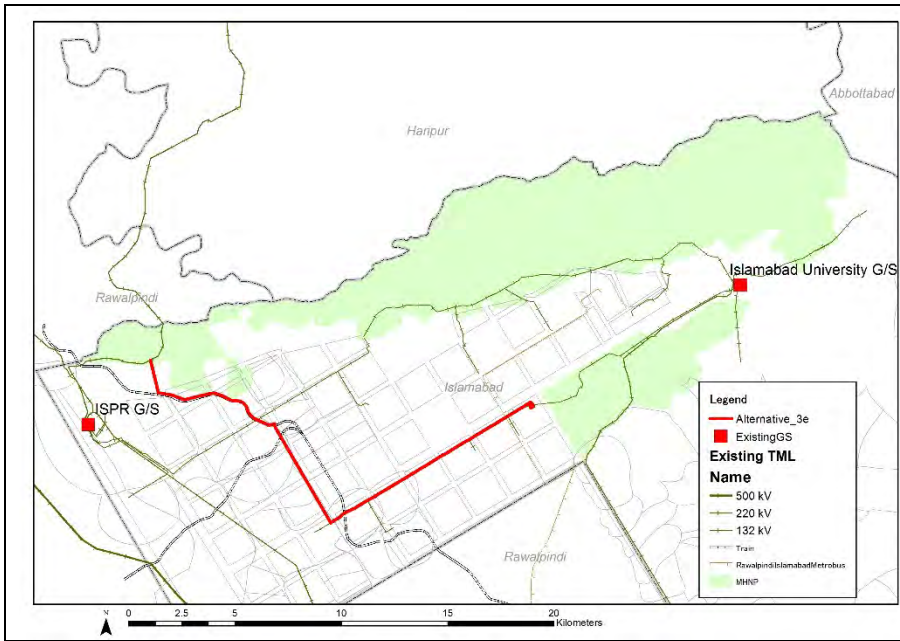 Abbottabad
Haripur
Islamabad University G/S
Rawalpindi
Islamabad
ISPR G/S
Rawalpindi
Legend
Alternative_3e
ExistingGS
Existing TML
Name
500 kV
220 kV
132 kV
Train
RawalpindiIslamabadMetrobus
MHNP
N
0 2.5 5 10 15 20
Kilometers